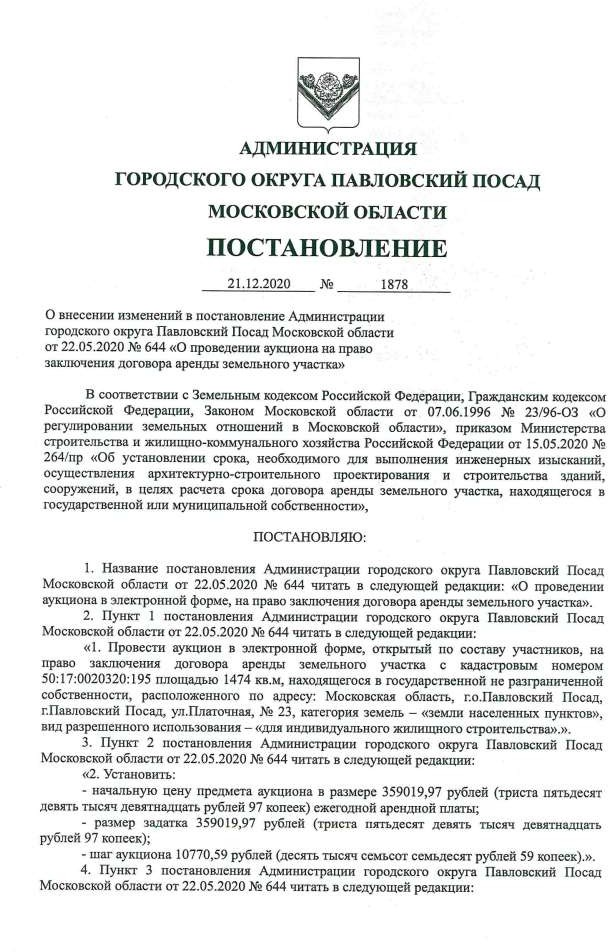 АДМИНИСТРАЦИЯ
ГОРОДСКОГО ОКРУГА ПАВЛОВСКИЙ ПОСАД
МОСКОВСКОЙ ОБЛАСТИ
ПОСТАНОВЛЕНИЕ
21.12.2020 № 1878
О внесении изменений в постановление Администрации
городского округа Павловский Посад Московской области
от 22.05.2020 № 644 «О проведении аукциона на право
заключения договора аренды земельного участка»
В соответствии с Земельным кодексом Российской Федерации, Гражданским кодексом
Российской Федерации, Законом Московской области от 07.06.1996 № 23/96-ОЗ «О
регулировании земельных отношений в Московской области», приказом Министерства
строительства и жилищно-коммунального хозяйства Российской Федерации от 15.05.2020 №
264/пр «Об установлении срока, необходимого для выполнения инженерных изысканий,
осуществления архитектурно-строительного проектирования и строительства зданий,
сооружений, в целях расчета срока договора аренды земельного участка, находящегося в
государственной или муниципальной собственности»,
ПОСТАНОВЛЯЮ:
1. Название постановления Администрации городского округа Павловский Посад
Московской области от 22.05.2020 № 644 читать в следующей редакции: «О проведении
аукциона в электронной форме, на право заключения договора аренды земельного участка».
2. Пункт 1 постановления Администрации городского округа Павловский Посад
Московской области от 22.05.2020 № 644 читать в следующей редакции:
«1. Провести аукцион в электронной форме, открытый по составу участников, на
право заключения договора аренды земельного участка с кадастровым номером
50:17:0020320:195 площадью 1474 кв.м, находящегося в государственной не разграниченной
собственности, расположенного по адресу: Московская область, г.о.Павловский Посад,
г.Павловский Посад, ул.Платочная, № 23, категория земель – «земли населенных пунктов»,
вид разрешенного использования – «для индивидуального жилищного строительства».».
3. Пункт 2 постановления Администрации городского округа Павловский Посад
Московской области от 22.05.2020 № 644 читать в следующей редакции:
«2. Установить:
- начальную цену предмета аукциона в размере 359019,97 рублей (триста пятьдесят
девять тысяч девятнадцать рублей 97 копеек) ежегодной арендной платы;
- размер задатка 359019,97 рублей (триста пятьдесят девять тысяч девятнадцать
рублей 97 копеек);
- шаг аукциона 10770,59 рублей (десять тысяч семьсот семьдесят рублей 59 копеек).».
4. Пункт 3 постановления Администрации городского округа Павловский Посад
Московской области от 22.05.2020 № 644 читать в следующей редакции: